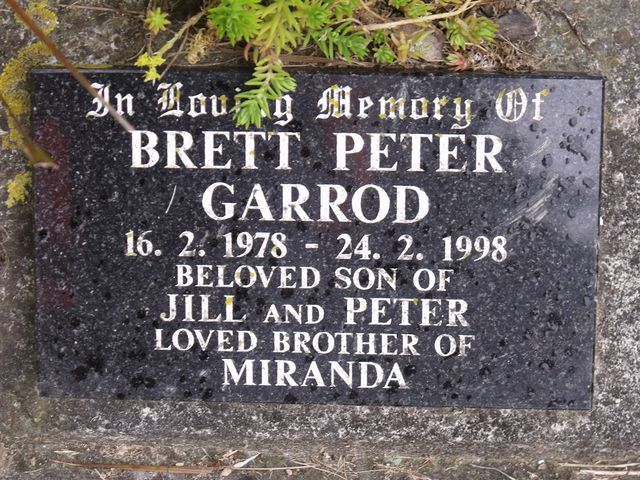 In Loving Memory Of
BRETT PETER
GARROD
16. 2. 1978 - 24. 2. 1998
BELOVED SON OF
JILL AND PETER
LOVED BROTHER OF
MIRANDA